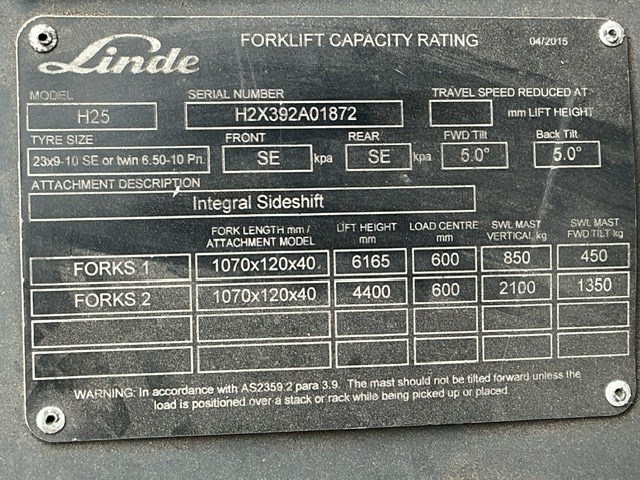 Linde
FORKLIFT CAPACITY RATING
04/2015
MODEL
SERIAL NUMBER
TRAVEL SPEED REDUCED AT
H25
H2X392A01872
mm LIFT HEIGHT
TYRE SIZE
FRONT
REAR
FWD Tilt
Back Tilt
23x9-10 SE or twin 6.50-10 Pn.
SE kpa
SE kpa
5.0°
5.0°
ATTACHMENT DESCRIPTION
Integral Sideshift
FORK LENGTH mm / ATTACHMENT MODEL
LIFT HEIGHT mm
LOAD CENTRE mm
SWL MAST VERTICAL kg
SWL MAST FWD TILT kg
FORKS 1 1070x120x40. 6165 600 850 450
FORKS 2 1070x120x40 4400 600 2100 1350
WARNING: In accordance with AS2359.2 para 3.9. The mast should not be tilted forward unless the
load is positioned over a stack or rack while being picked up or placed.